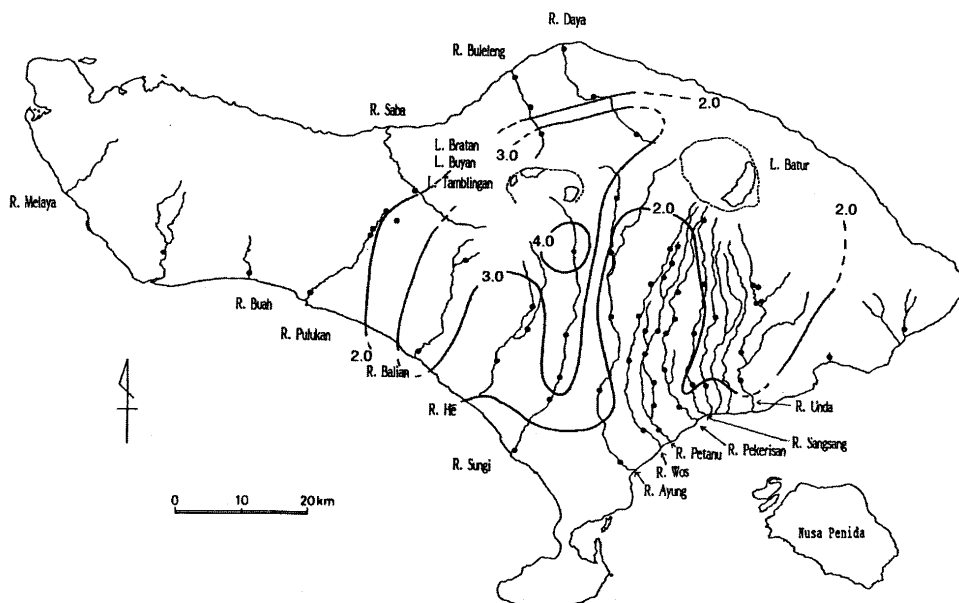 R. Daya
R. Buleleng
2.0
R. Saba
L. Bratan
3.0
L. Buyan
L. Tamblingan
L. Batur
R. Melaya
2.0
2.0
4.0
3.0
R. Buah
R. Pulukan
2.0
R. Balian
R. He
R. Unda
R. Sangsang
R. Pekerisan
R. Petanu
R. Sungi
R. Wos
R. Ayung
0 10 20km
Nusa Penida